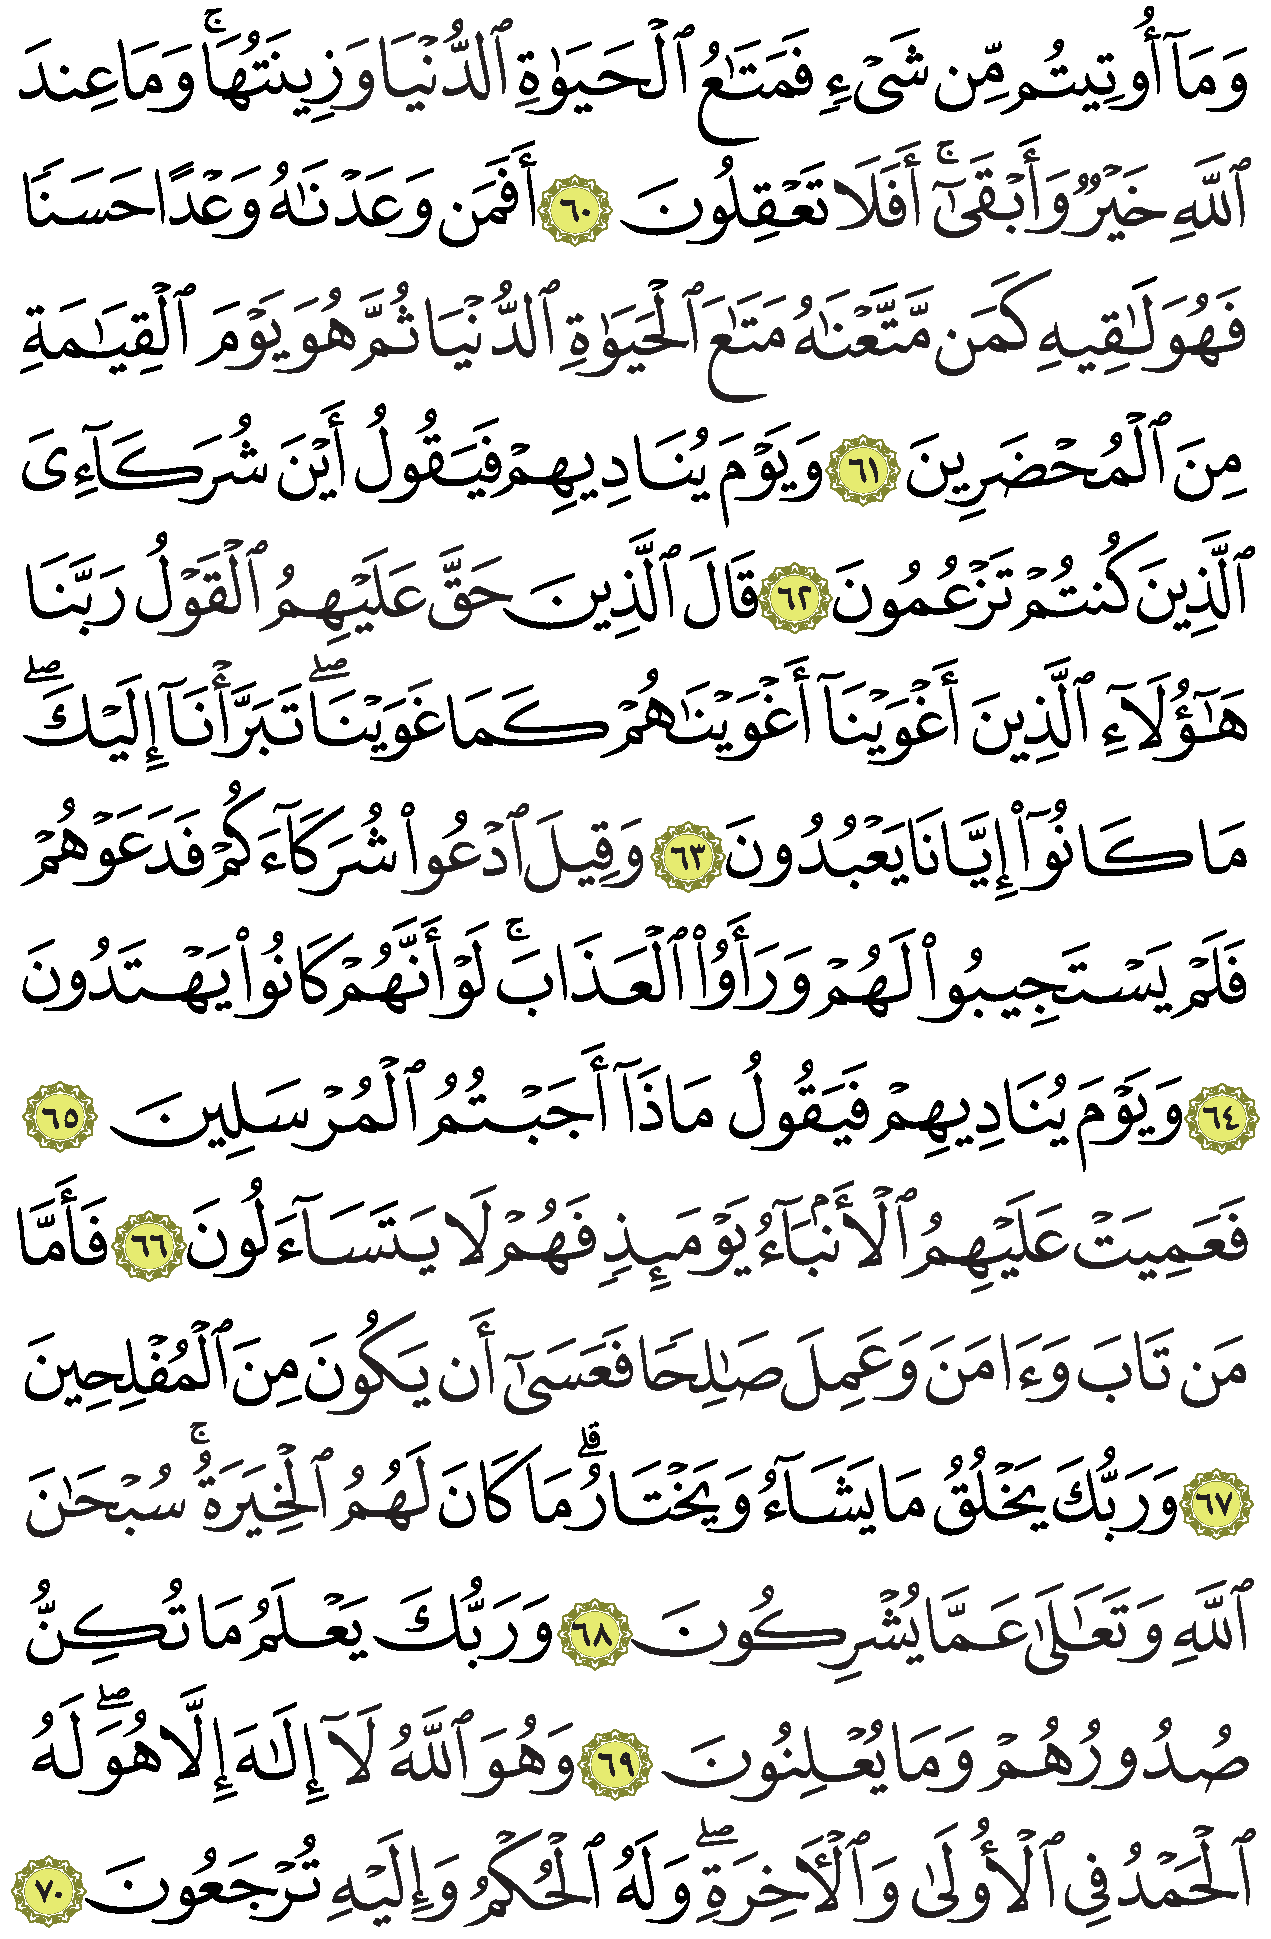 وَمَآ أُوتِيتُم مِّن شَىْءٍ فَمَتَٰعُ ٱلْحَيَوٰةِ ٱلدُّنْيَا وَزِينَتُهَا ۚ وَمَا عِندَ
ٱللَّهِ خَيْرٌ وَأَبْقَىٰٓ ۚ أَفَلَا تَعْقِلُونَ ٦٠ أَفَمَن وَعَدْنَٰهُ وَعْدًا حَسَنًا
فَهُوَ لَٰقِيهِ كَمَن مَّتَّعْنَٰهُ مَتَٰعَ ٱلْحَيَوٰةِ ٱلدُّنْيَا ثُمَّ هُوَ يَوْمَ ٱلْقِيَٰمَةِ
مِنَ ٱلْمُحْضَرِينَ ٦١ وَيَوْمَ يُنَادِيهِمْ فَيَقُولُ أَيْنَ شُرَكَآءِىَ
ٱلَّذِينَ كُنتُمْ تَزْعُمُونَ ٦٢ قَالَ ٱلَّذِينَ حَقَّ عَلَيْهِمُ ٱلْقَوْلُ رَبَّنَا
هَٰٓؤُلَآءِ ٱلَّذِينَ أَغْوَيْنَآ أَغْوَيْنَٰهُمْ كَمَا غَوَيْنَا ۖ تَبَرَّأْنَآ إِلَيْكَ ۖ
مَا كَانُوٓا۟ إِيَّانَا يَعْبُدُونَ ٦٣ وَقِيلَ ٱدْعُوا۟ شُرَكَآءَكُمْ فَدَعَوْهُمْ
فَلَمْ يَسْتَجِيبُوا۟ لَهُمْ وَرَأَوُا۟ ٱلْعَذَابَ ۚ لَوْ أَنَّهُمْ كَانُوا۟ يَهْتَدُونَ
٦٤ وَيَوْمَ يُنَادِيهِمْ فَيَقُولُ مَاذَآ أَجَبْتُمُ ٱلْمُرْسَلِينَ ٦٥
فَعَمِيَتْ عَلَيْهِمُ ٱلْأَنۢبَآءُ يَوْمَئِذٍ فَهُمْ لَا يَتَسَآءَلُونَ ٦٦ فَأَمَّا
مَن تَابَ وَءَامَنَ وَعَمِلَ صَٰلِحًا فَعَسَىٰٓ أَن يَكُونَ مِنَ ٱلْمُفْلِحِينَ
٦٧ وَرَبُّكَ يَخْلُقُ مَا يَشَآءُ وَيَخْتَارُ ۗ مَا كَانَ لَهُمُ ٱلْخِيَرَةُ ۚ سُبْحَٰنَ
ٱللَّهِ وَتَعَٰلَىٰ عَمَّا يُشْرِكُونَ ٦٨ وَرَبُّكَ يَعْلَمُ مَا تُكِنُّ
صُدُورُهُمْ وَمَا يُعْلِنُونَ ٦٩ وَهُوَ ٱللَّهُ لَآ إِلَٰهَ إِلَّا هُوَ ۖ لَهُ
ٱلْحَمْدُ فِى ٱلْأُولَىٰ وَٱلْءَاخِرَةِ ۖ وَلَهُ ٱلْحُكْمُ وَإِلَيْهِ تُرْجَعُونَ ٧٠